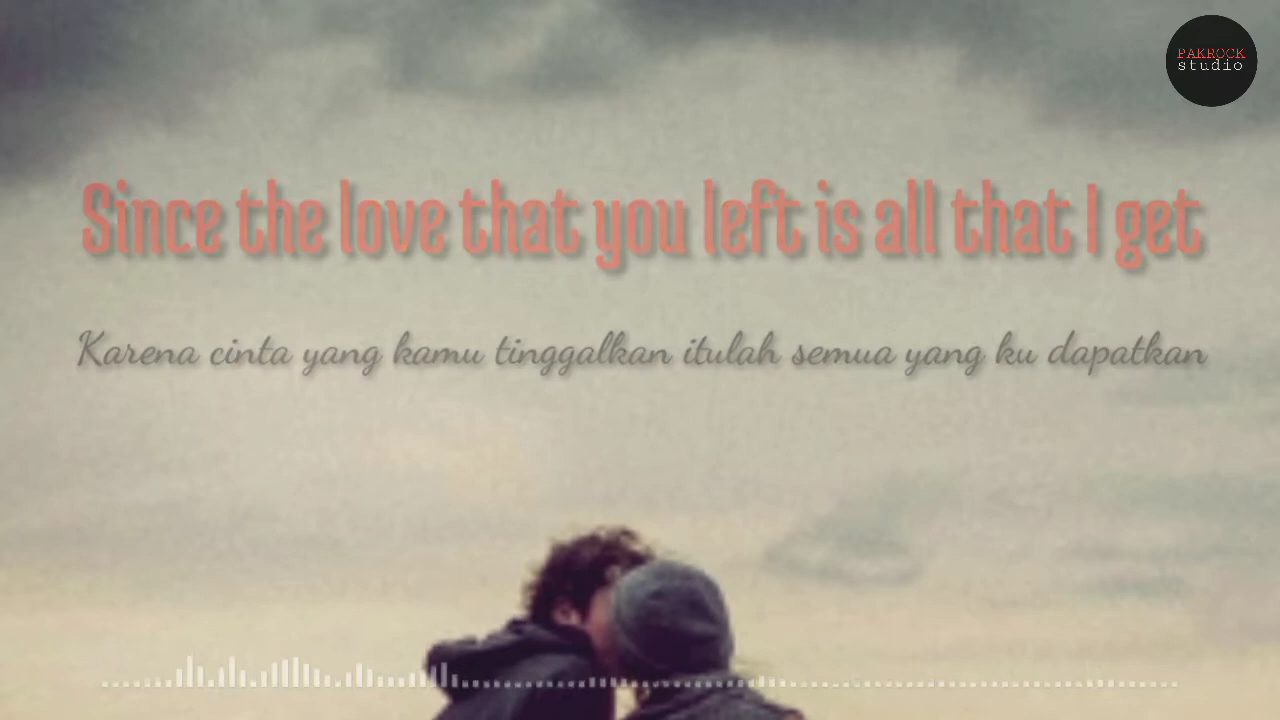 PAKROCK
studio
Since the love that you left is all that I get
Karena cinta yang kamu tinggalkan itulah semua yang ku dapatkan